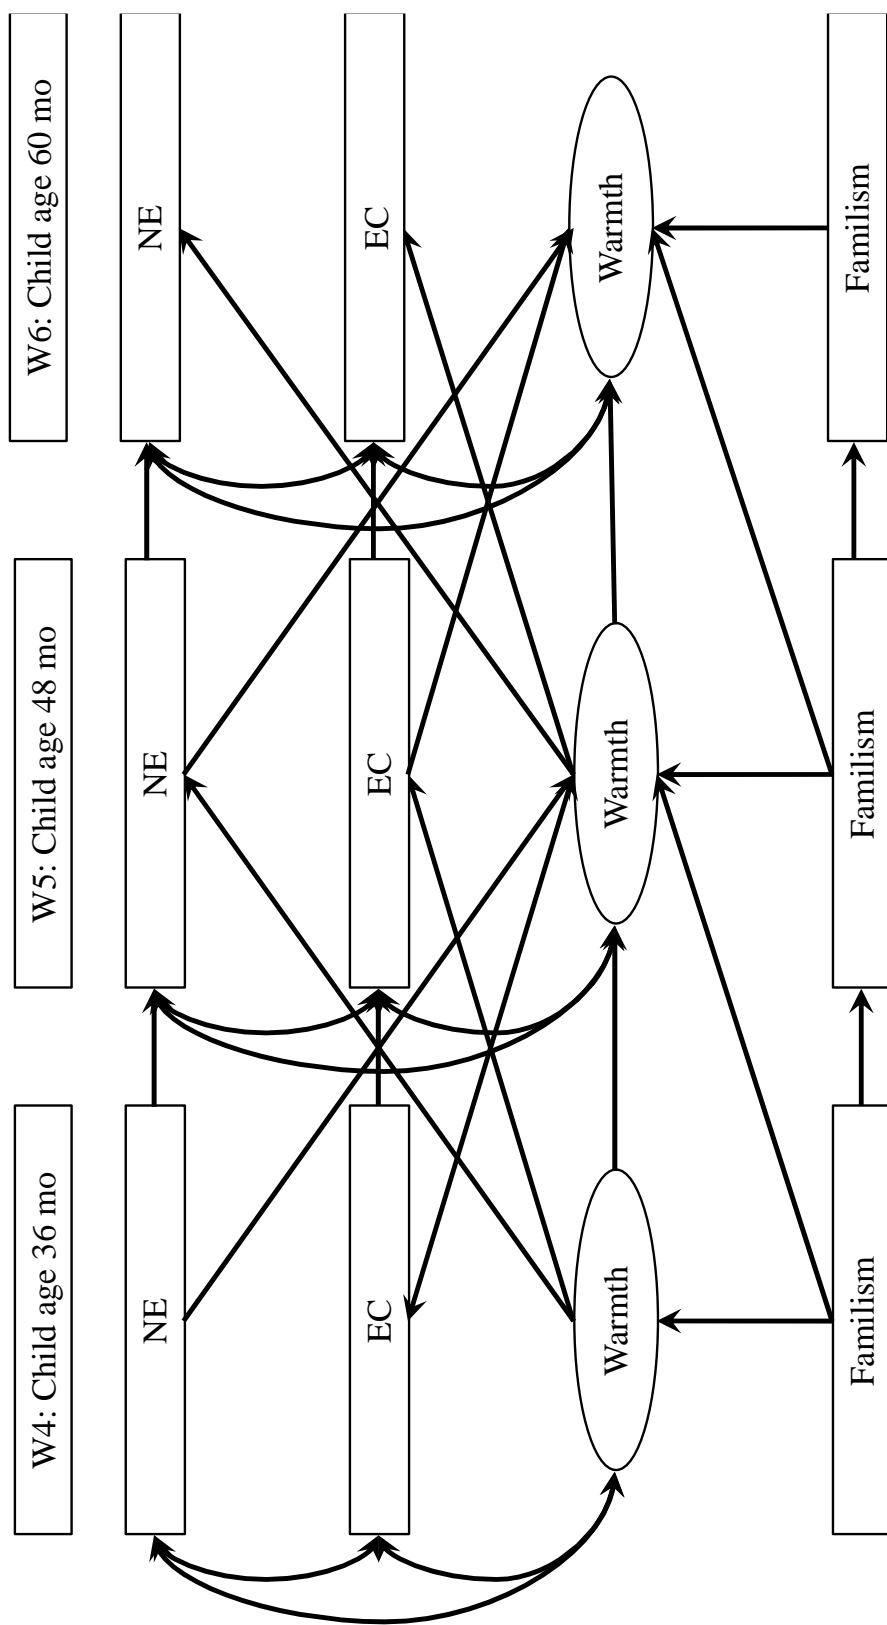 W4: Child age 36 mo
W5: Child age 48 mo
W6: Child age 60 mo
NE
NE
NE
EC
EC
EC
Warmth
Warmth
Warmth
Familism
Familism
Familism